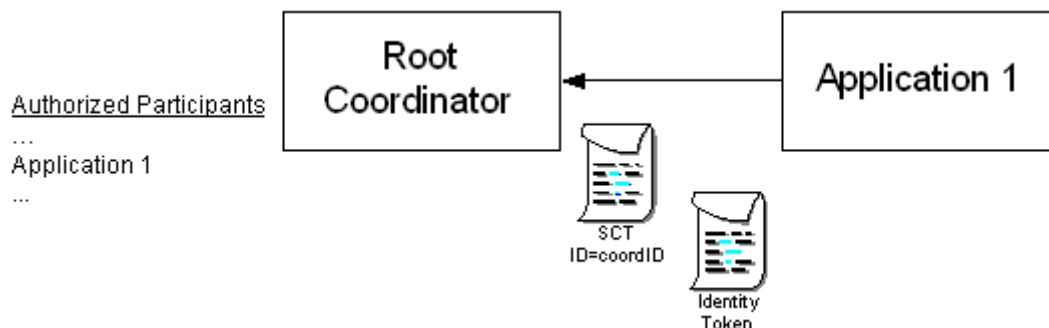 Root
Coordinator
Application 1
Authorized Participants
...
Application 1
...
SCT
ID=coordID
Identity
Token